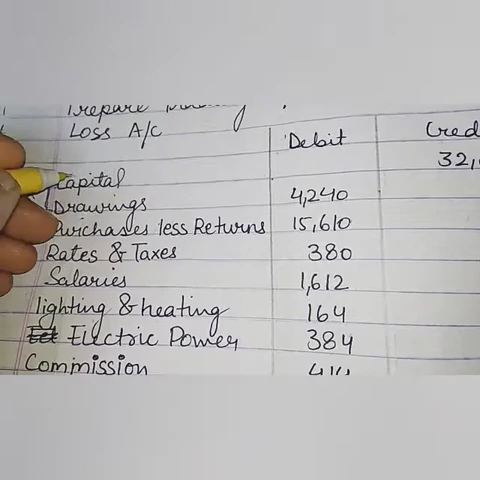 Prepare
Loss A/C
Debit
Capital
Drawings 4,240
Purchases less Returns 15,610
Rates & Taxes 380
Salaries 1,612
lighting & heating 164
Electric Power 384
Commission